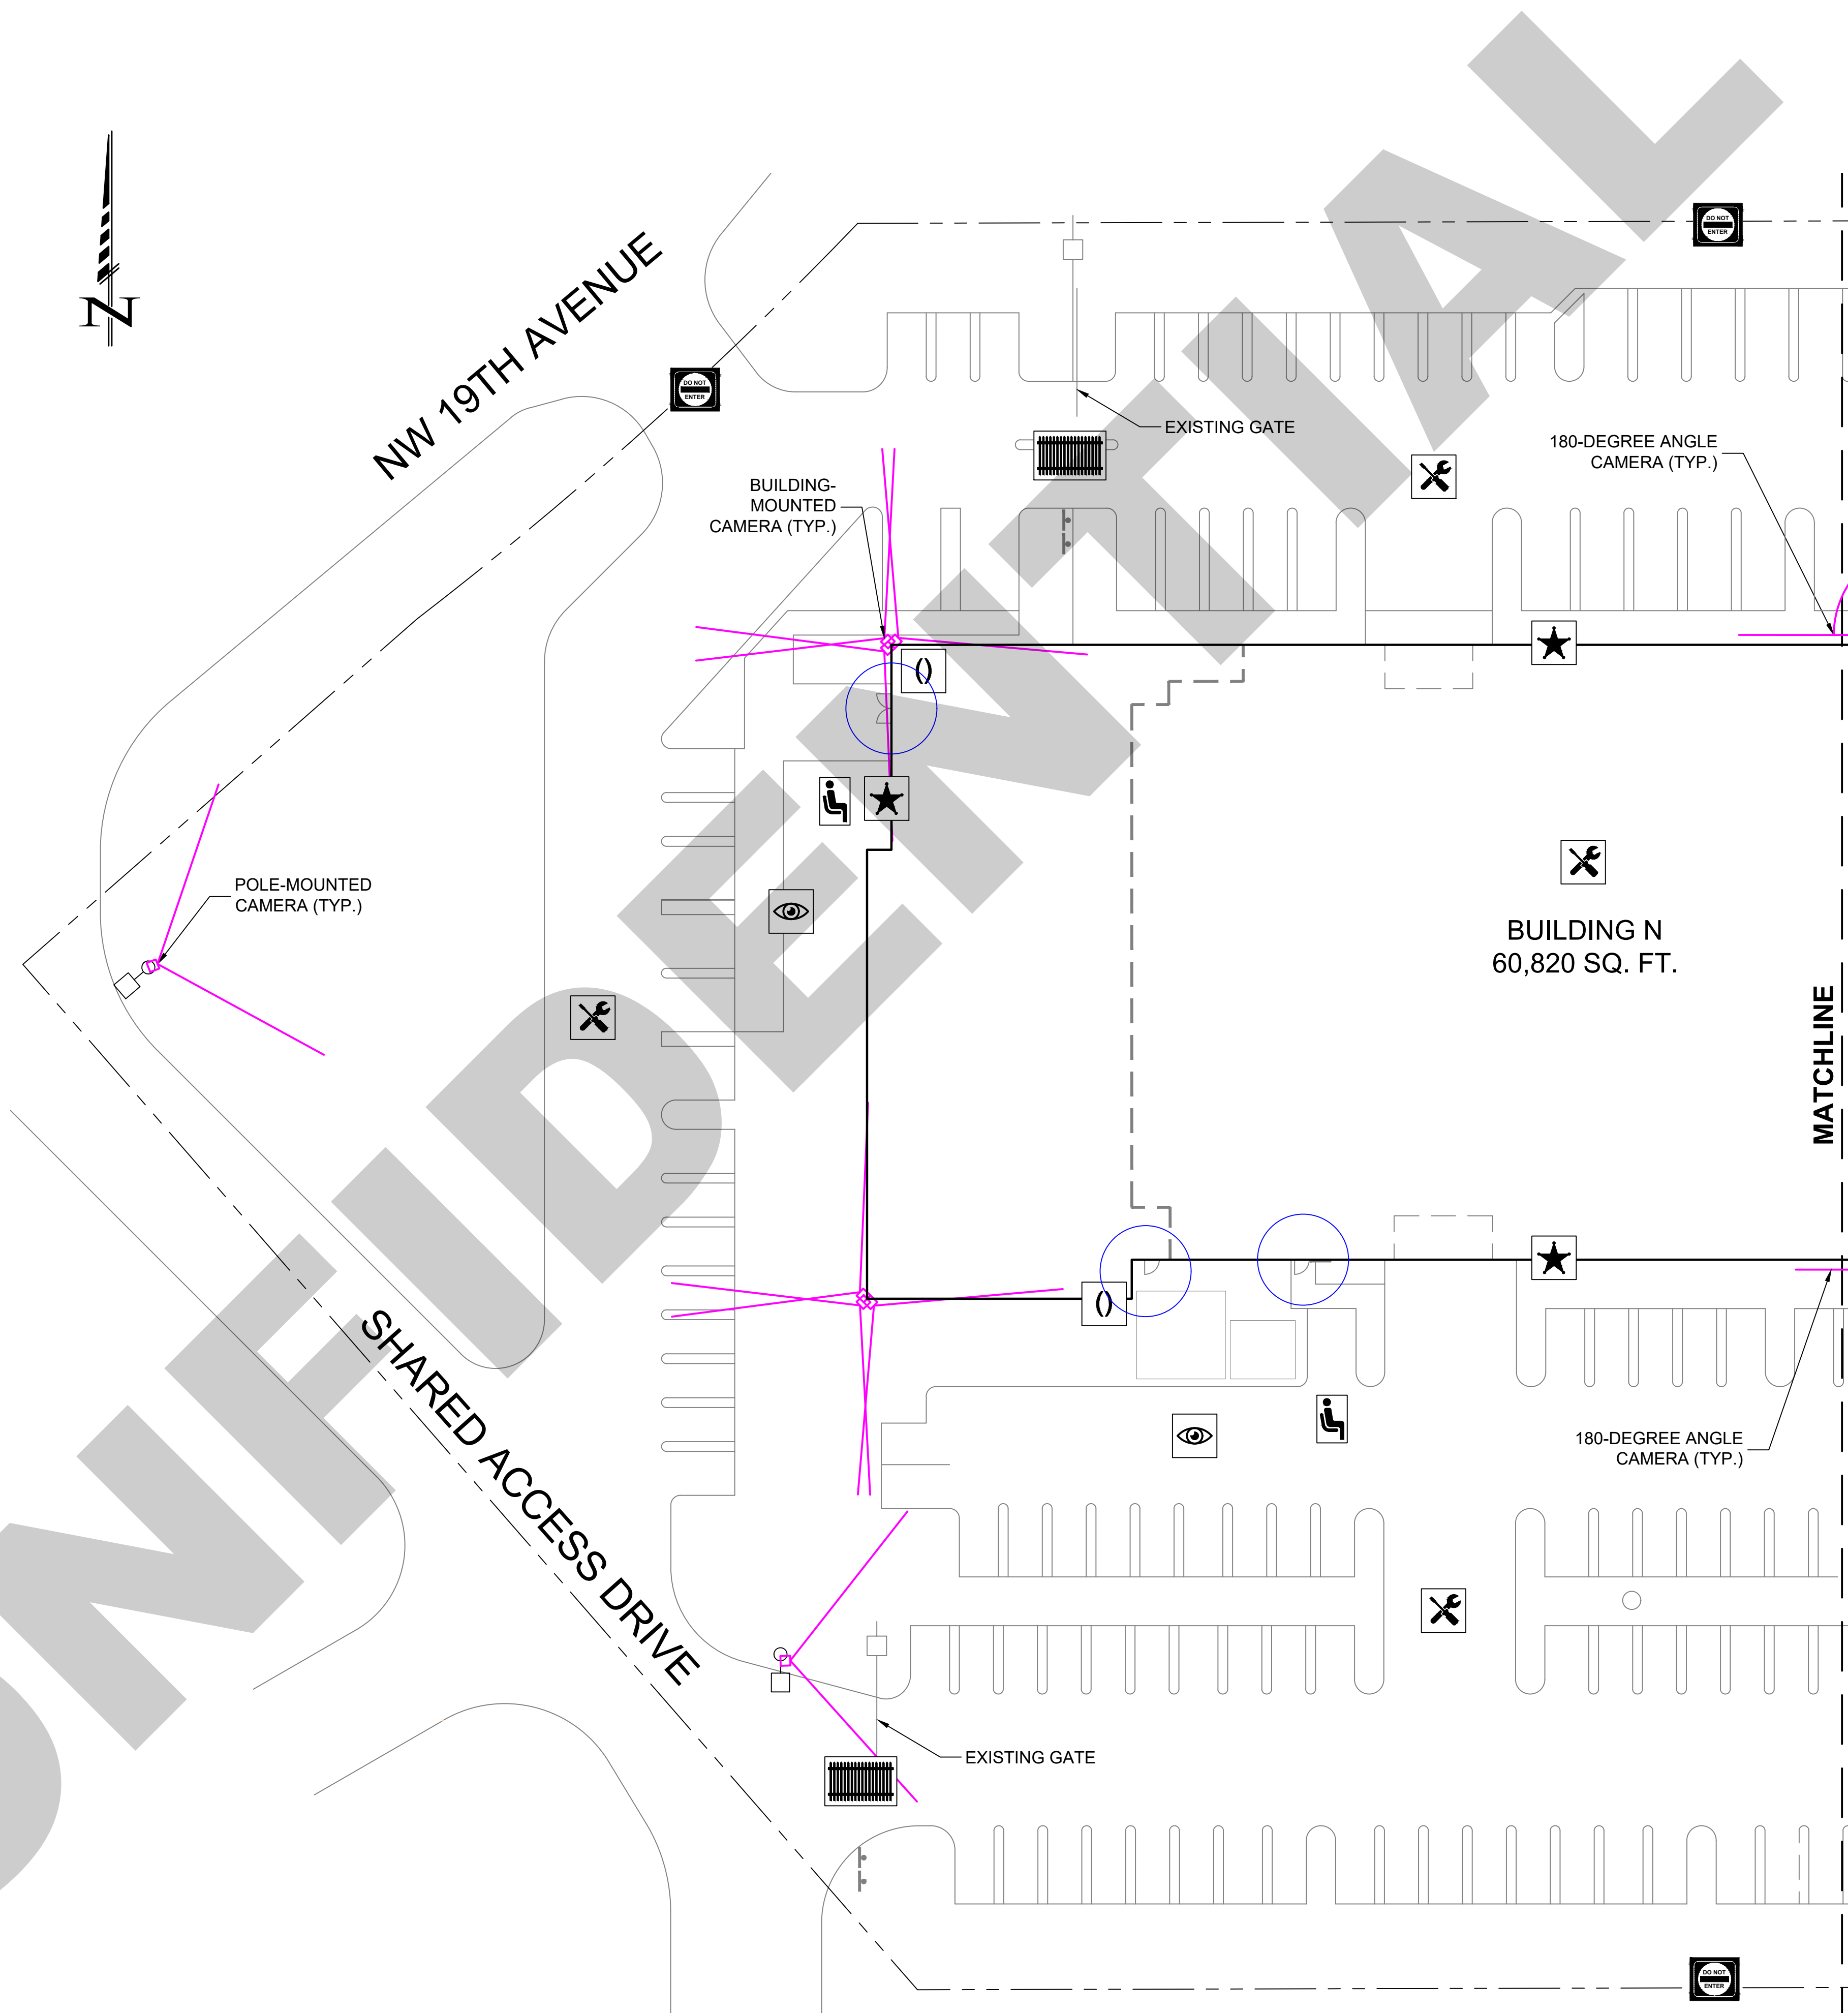 DO NOT
ENTER
N
NW 19TH AVENUE
DO NOT
ENTER
EXISTING GATE
180-DEGREE ANGLE
CAMERA (TYP.)
BUILDING-
MOUNTED
CAMERA (TYP.)
()
POLE-MOUNTED
CAMERA (TYP.)
BUILDING N
60,820 SQ. FT.
MATCHLINE
()
SHARED ACCESS DRIVE
180-DEGREE ANGLE
CAMERA (TYP.)
EXISTING GATE
DO NOT
ENTER
ONFIDENTIAL